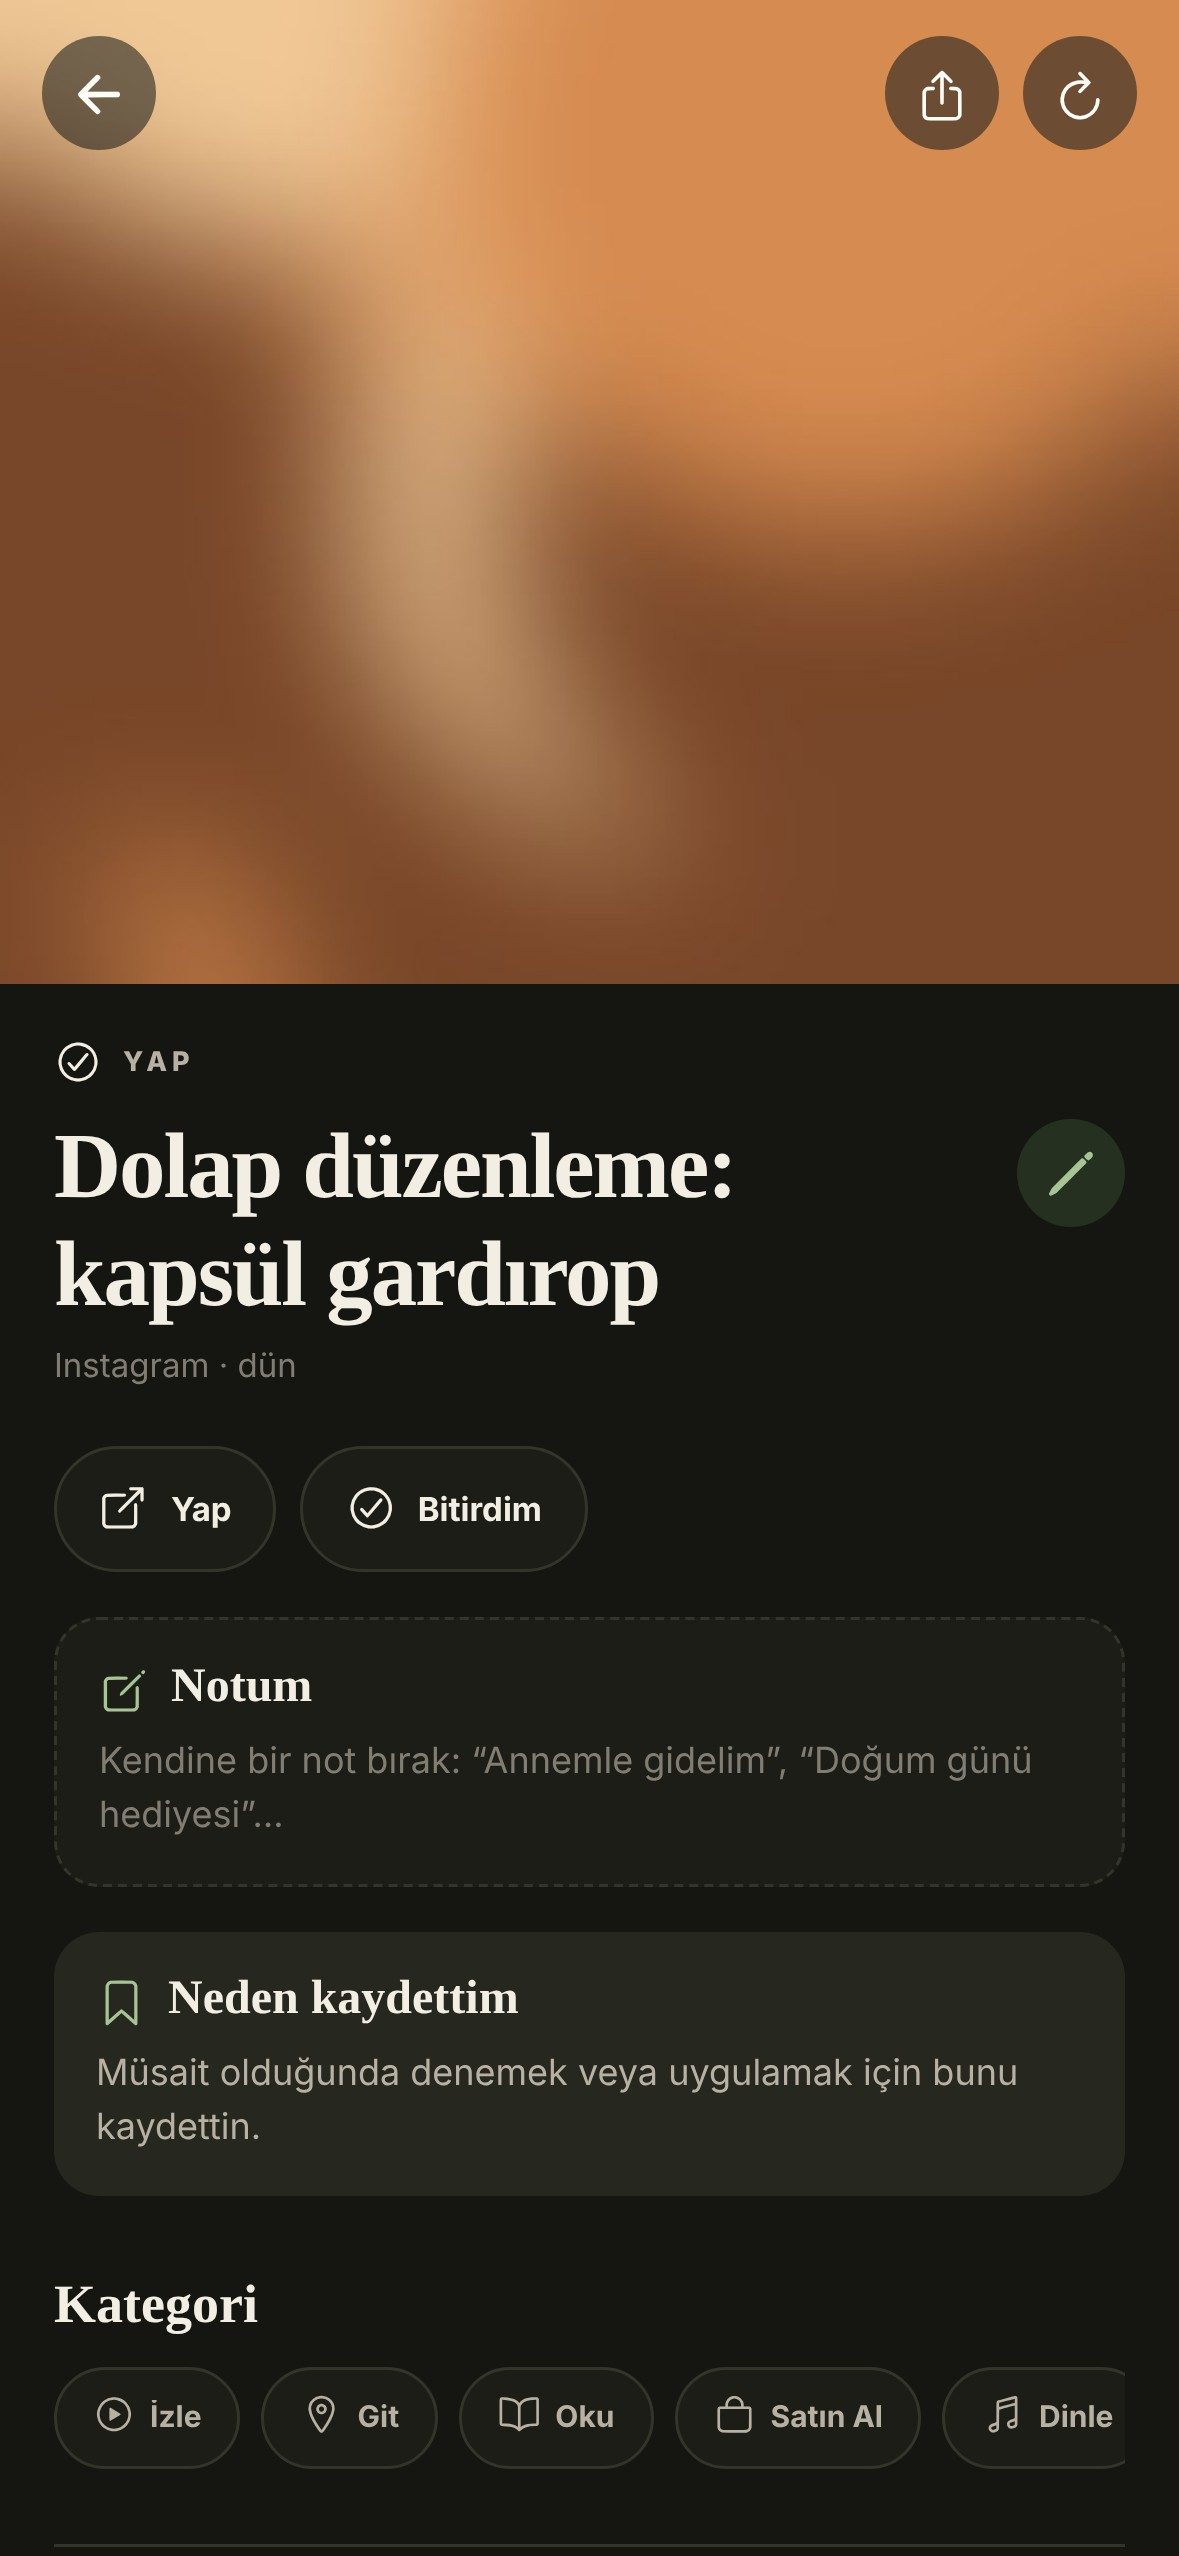 YAP
Dolap düzenleme:
kapsül gardırop
Instagram · dün
Yap
Bitirdim
Notum
Kendine bir not bırak: “Annemle gidelim”, “Doğum günü
hediyesi”…
Neden kaydettim
Müsait olduğunda denemek veya uygulamak için bunu
kaydettin.
Kategori
İzle
Git
Oku
Satın Al
Dinle